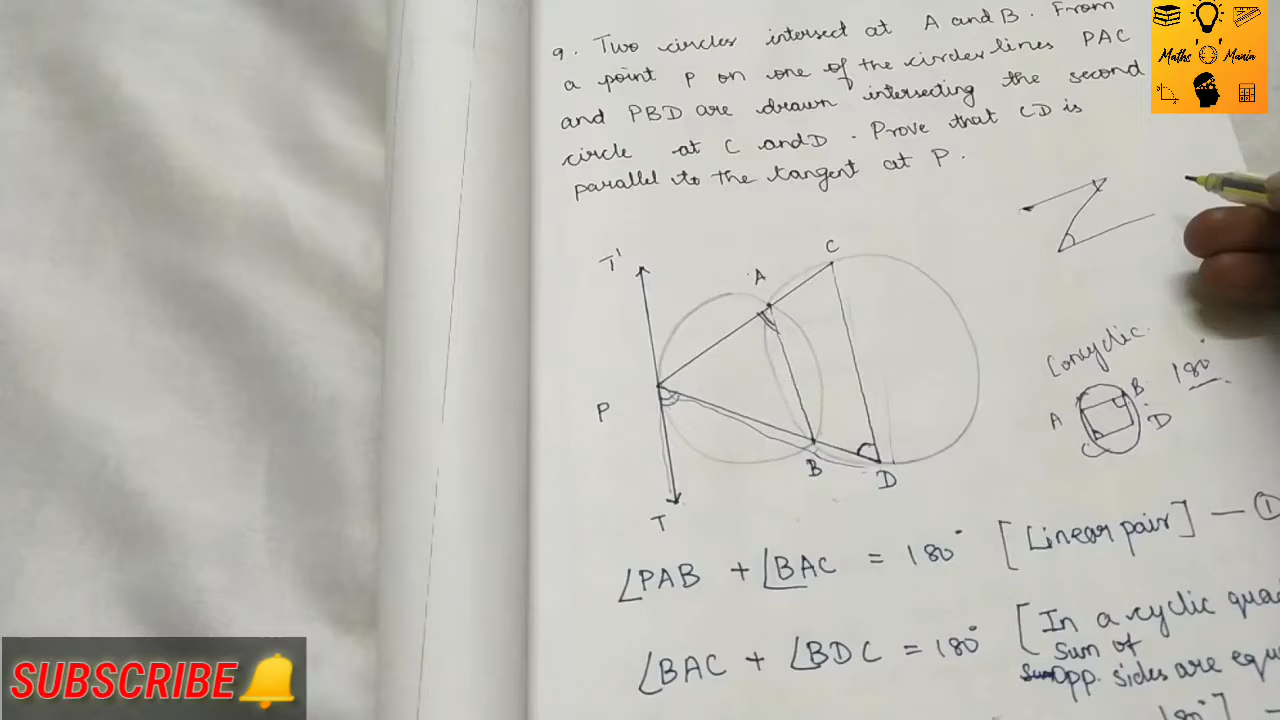 9. Two circles intersect at A and B. From
a point P on one of the circles lines PAC
and PBD are drawn intersecting the second
circle at C and D. Prove that CD is
parallel to the tangent at P.
Maths Mania
T'
A
C
P
B
D
T
Concyclic.
180°
A
B
D
C
∠PAB + ∠BAC = 180° [Linear pair] — ①
∠BAC + ∠BDC = 180° [In a cyclic qua
sum of
opp. sides are equ
180°] —
SUBSCRIBE